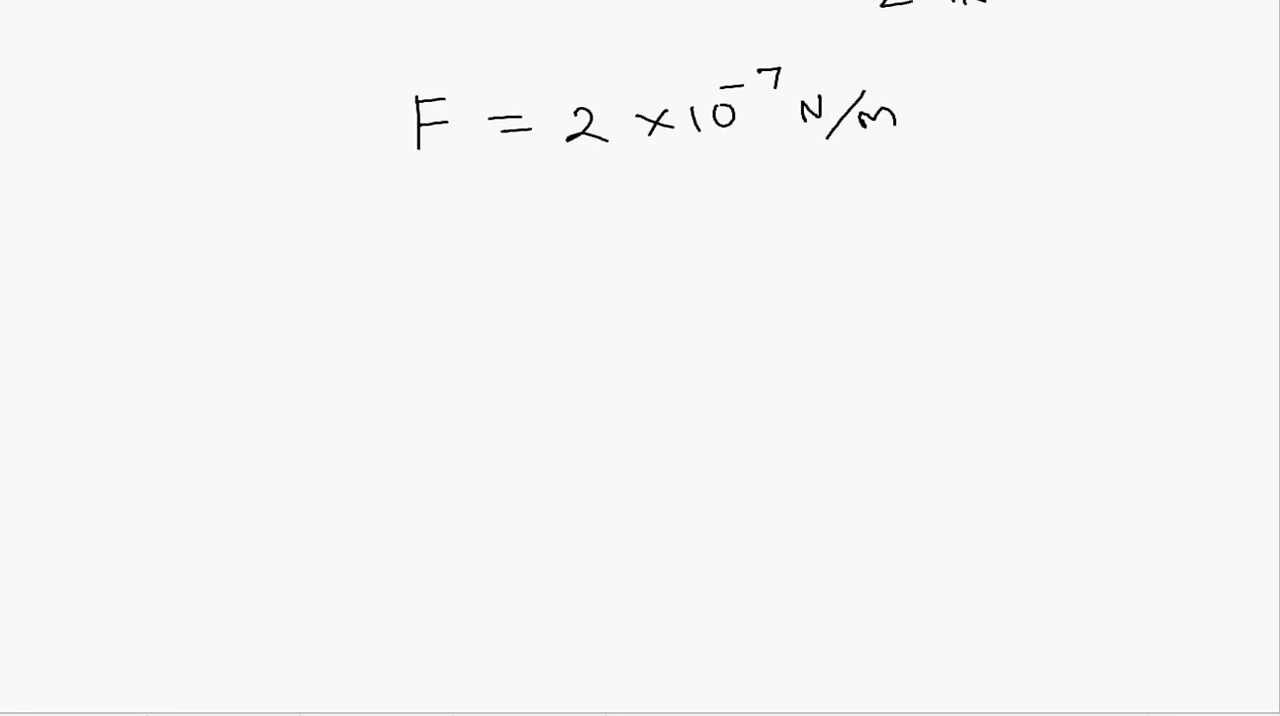 F = 2 ×10⁻⁷ N/m